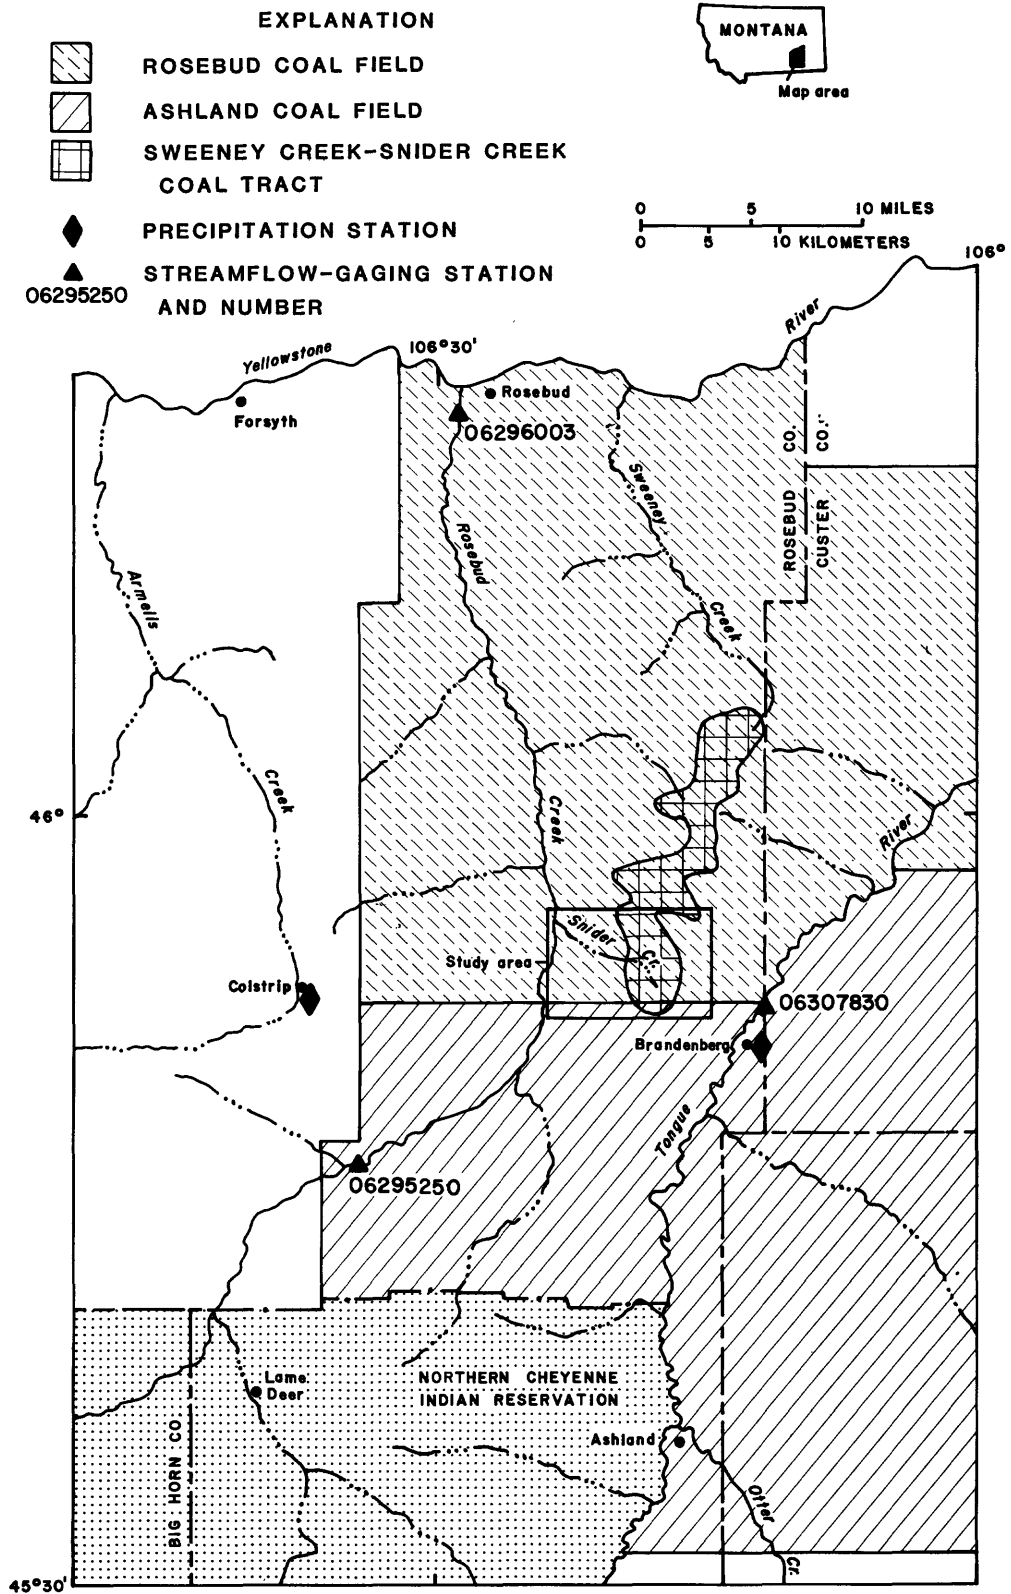 EXPLANATION
ROSEBUD COAL FIELD
ASHLAND COAL FIELD
SWEENEY CREEK-SNIDER CREEK
COAL TRACT
PRECIPITATION STATION
STREAMFLOW-GAGING STATION
06295250
AND NUMBER
MONTANA
Map area
0 5 10 MILES
0 5 10 KILOMETERS
106°
River
Yellowstone
106°30'
Forsyth
Rosebud
06296003
ROSEBUD CO.
CUSTER CO.
Sweeney
Creek
Rosebud
Creek
Armells
Creek
46°
River
Snider
Cr.
Study area
Colstrip
06307830
Brandenberg
Tongue
06295250
Lame
Deer
NORTHERN CHEYENNE
INDIAN RESERVATION
BIG HORN CO
Ashland
Otter
Cr.
45°30'